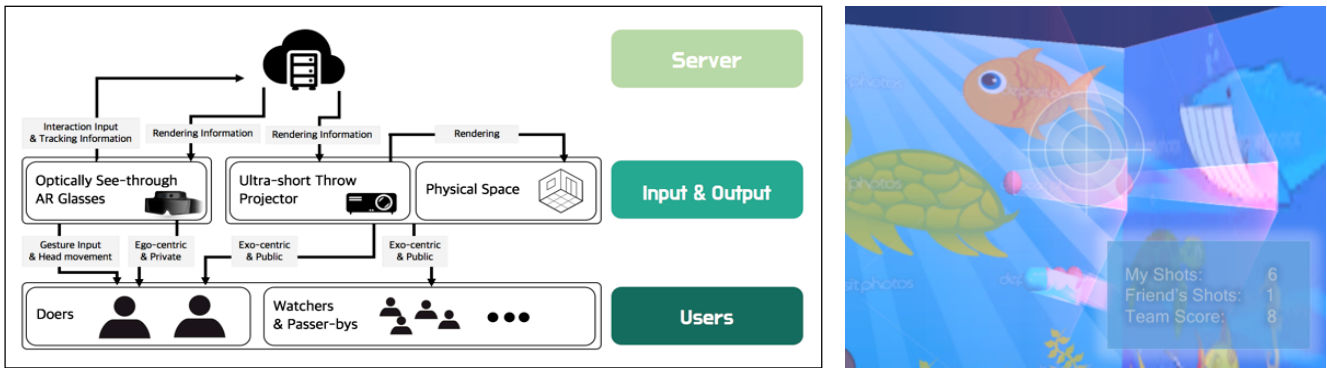 Server
Interaction Input
& Tracking Information
Rendering Information
Rendering Information
Rendering
Optically See-through
AR Glasses
Ultra-short Throw
Projector
Physical Space
Input & Output
Gesture Input
& Head movement
Ego-centric
& Private
Exo-centric
& Public
Exo-centric
& Public
Doers
Watchers
& Passer-bys
Users
photos
photos
My Shots: 6
Friend's Shots: 1
Team Score: 8